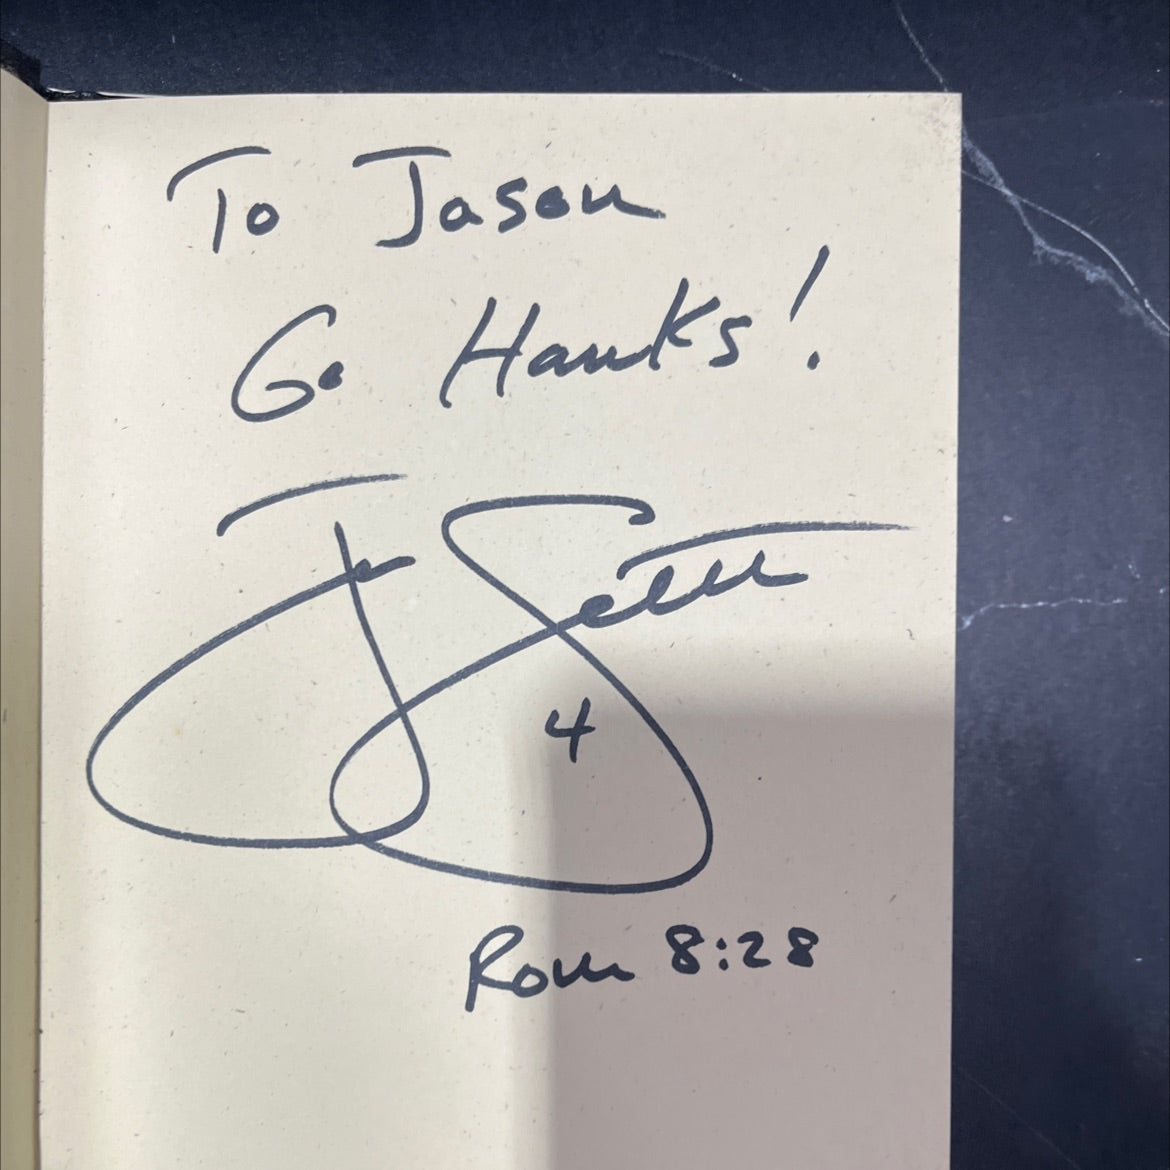 To Jason
Go Hawks!
4
Rom 8:28